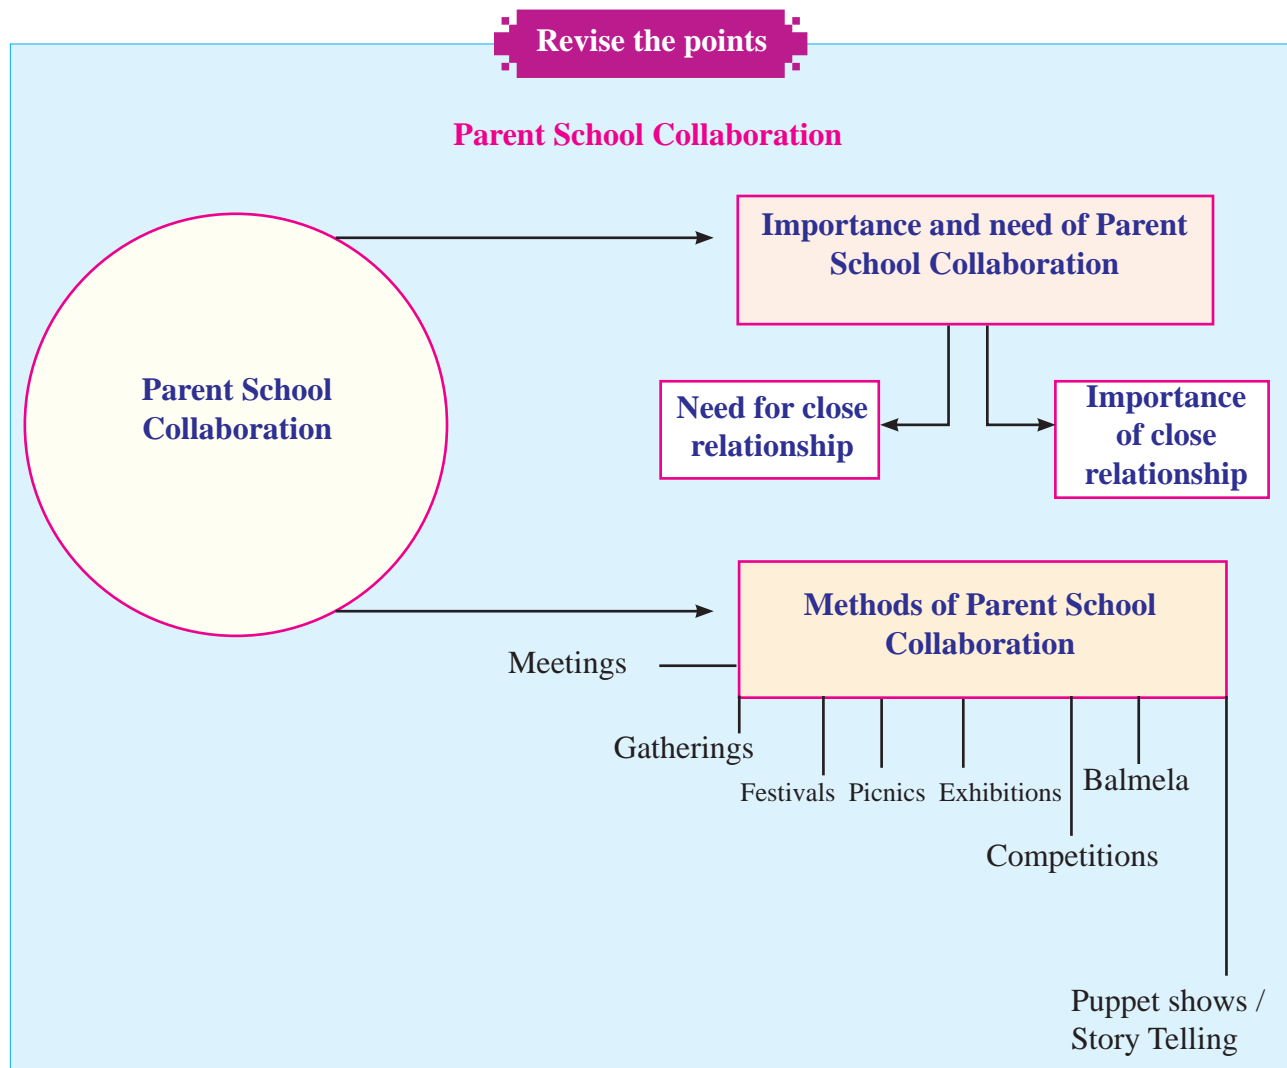 Revise the points
Parent School Collaboration
Importance and need of Parent
School Collaboration
Parent School
Collaboration
Need for close
relationship
Importance
of close
relationship
Methods of Parent School
Collaboration
Meetings
Gatherings
Festivals
Picnics
Exhibitions
Balmela
Competitions
Puppet shows /
Story Telling